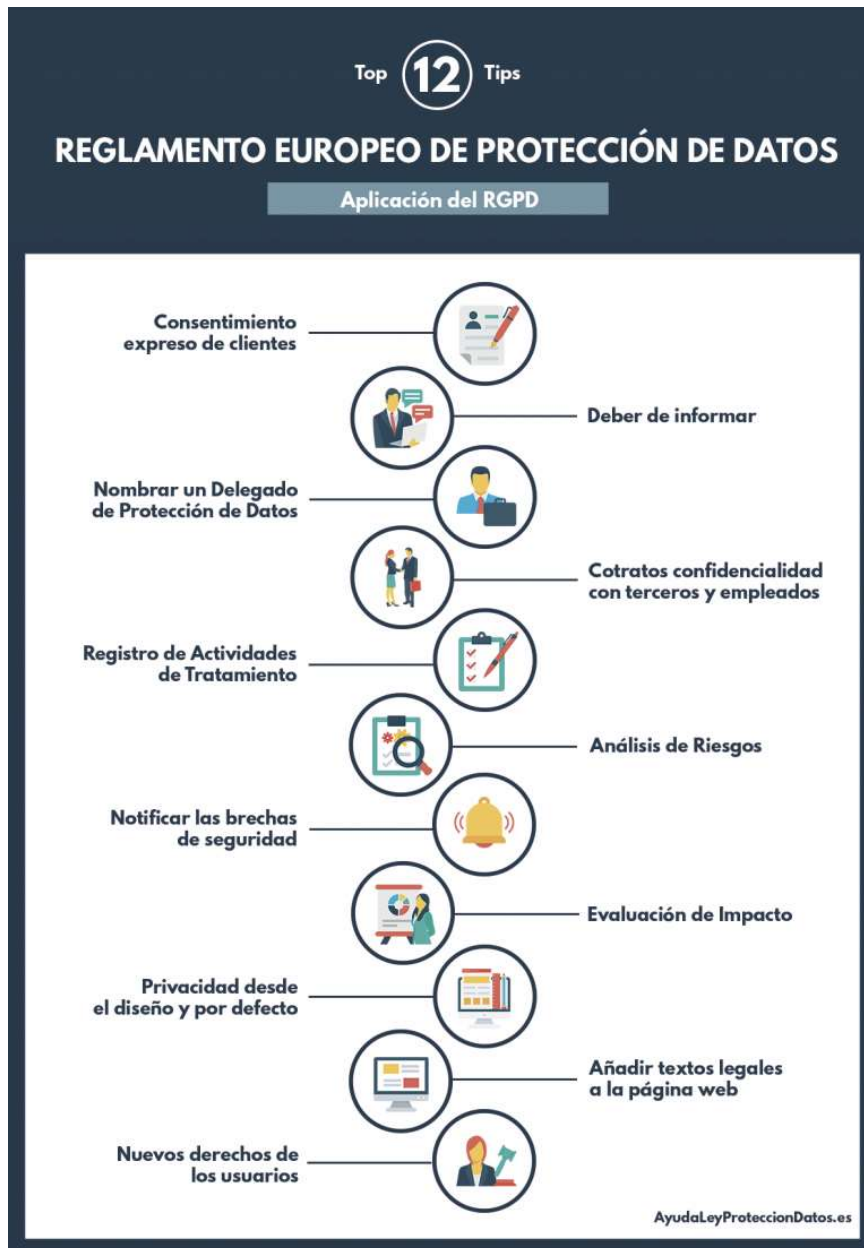 Top 12 Tips
REGLAMENTO EUROPEO DE PROTECCIÓN DE DATOS
Aplicación del RGPD
Consentimiento
expreso de clientes
Deber de informar
Nombrar un Delegado
de Protección de Datos
Cotratos confidencialidad
con terceros y empleados
Registro de Actividades
de Tratamiento
Análisis de Riesgos
Notificar las brechas
de seguridad
Evaluación de Impacto
Privacidad desde
el diseño y por defecto
Añadir textos legales
a la página web
Nuevos derechos de
los usuarios
AyudaLeyProteccionDatos.es